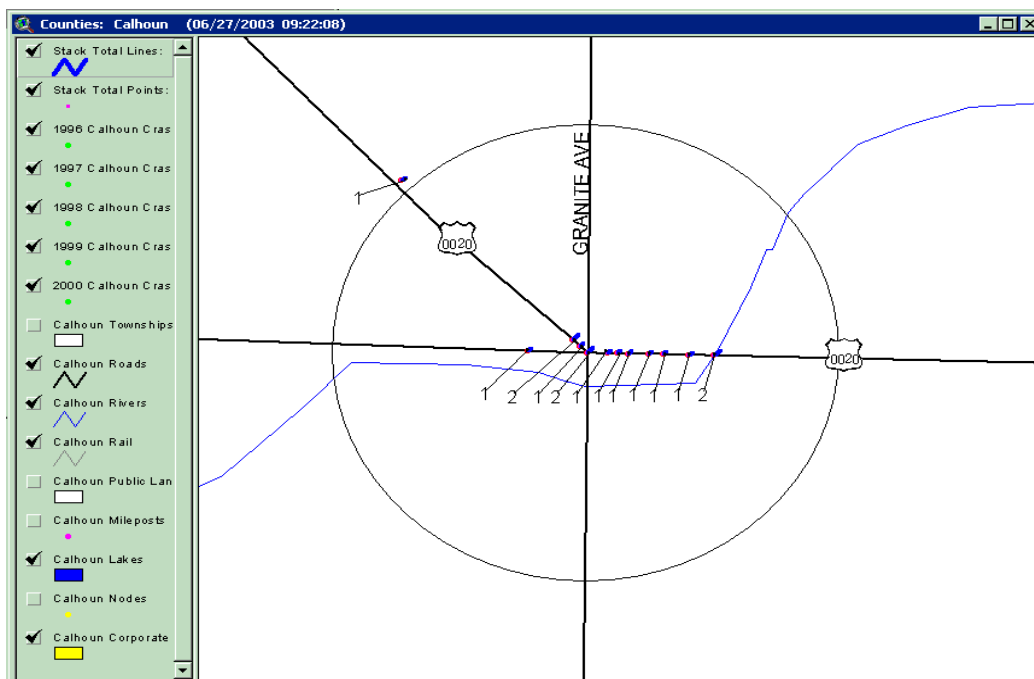 Counties: Calhoun (06/27/2003 09:22:08)
Stack Total Lines:
Stack Total Points:
1996 Calhoun Cras
1997 Calhoun Cras
1998 Calhoun Cras
1999 Calhoun Cras
2000 Calhoun Cras
Calhoun Townships
Calhoun Roads
Calhoun Rivers
Calhoun Rail
Calhoun Public Lan
Calhoun Mileposts
Calhoun Lakes
Calhoun Nodes
Calhoun Corporate
GRANITE AVE
1
0020
0020
1 2 1 2 1 1 1 1 1 1 2